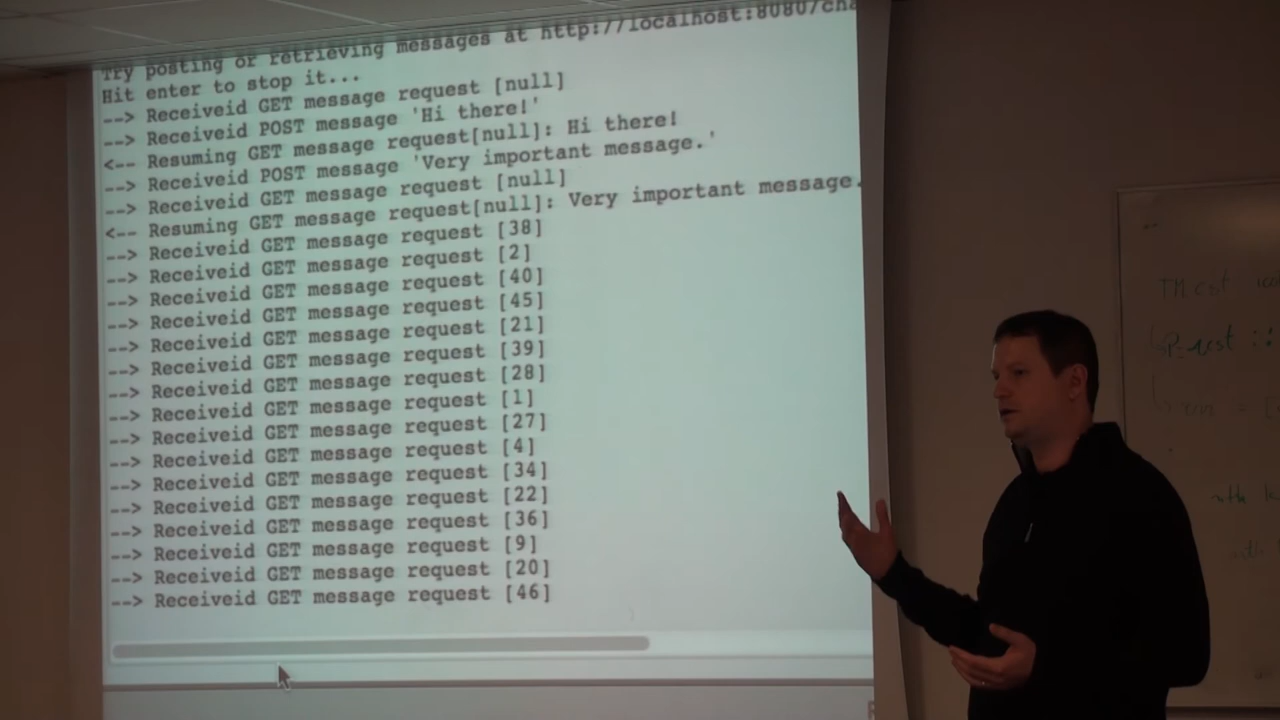 Try posting or retrieving messages at http://localhost:8080/cha
Hit enter to stop it...
--> Receiveid GET message request [null]
--> Receiveid POST message 'Hi there!'
<-- Resuming GET message request[null]: Hi there!
--> Receiveid POST message 'Very important message.'
--> Receiveid GET message request [null]
<-- Resuming GET message request[null]: Very important message.
--> Receiveid GET message request [38]
--> Receiveid GET message request [2]
--> Receiveid GET message request [40]
--> Receiveid GET message request [45]
--> Receiveid GET message request [21]
--> Receiveid GET message request [39]
--> Receiveid GET message request [28]
--> Receiveid GET message request [1]
--> Receiveid GET message request [27]
--> Receiveid GET message request [4]
--> Receiveid GET message request [34]
--> Receiveid GET message request [22]
--> Receiveid GET message request [36]
--> Receiveid GET message request [9]
--> Receiveid GET message request [20]
--> Receiveid GET message request [46]